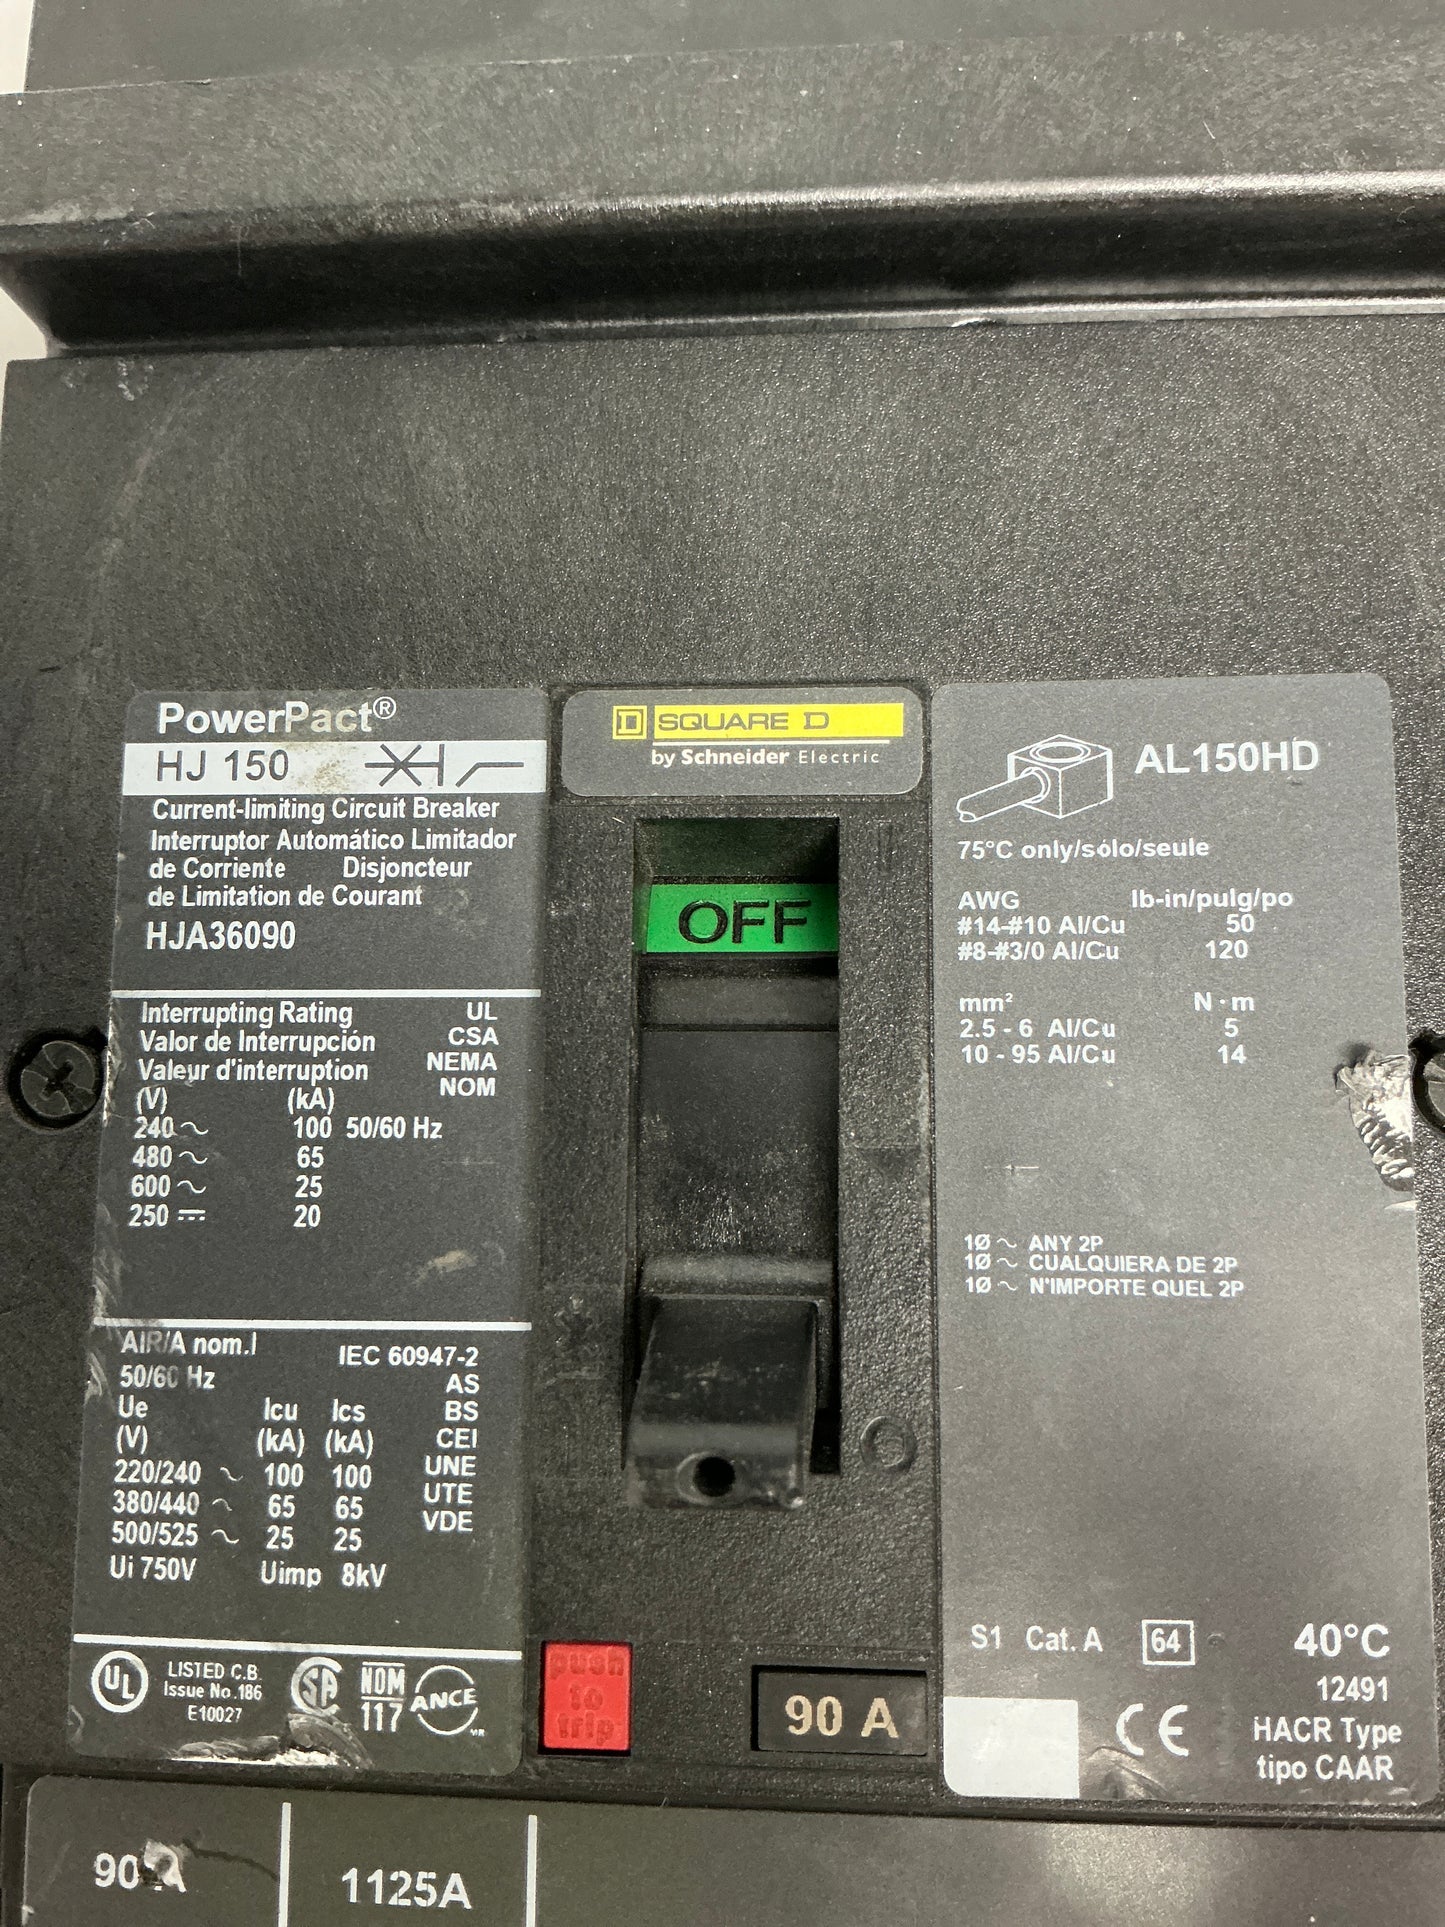 PowerPact®
HJ 150
Current-limiting Circuit Breaker
Interruptor Automático Limitador
de Corriente Disjoncteur
de Limitation de Courant
HJA36090
Interrupting Rating UL
Valor de Interrupción CSA
Valeur d'interruption NEMA
NOM
(V) (kA)
240 ~ 100 50/60 Hz
480 ~ 65
600 ~ 25
250 ⎓ 20
AIR/A nom.I IEC 60947-2
50/60 Hz AS
Ue Icu Ics BS
(V) (kA) (kA) CEI
220/240 ~ 100 100 UNE
380/440 ~ 65 65 UTE
500/525 ~ 25 25 VDE
Ui 750V Uimp 8kV
UL
LISTED C.B.
Issue No.186
E10027
SA
NOM
117
ANCE
MR
D SQUARE D
by Schneider Electric
OFF
O
push
to
trip
90 A
AL150HD
75°C only/sólo/seule
AWG lb-in/pulg/po
#14-#10 Al/Cu 50
#8-#3/0 Al/Cu 120
mm² N·m
2.5 - 6 Al/Cu 5
10 - 95 Al/Cu 14
1Ø ~ ANY 2P
1Ø ~ CUALQUIERA DE 2P
1Ø ~ N'IMPORTE QUEL 2P
S1 Cat. A 64 40°C
12491
CE HACR Type
tipo CAAR
90 A 1125A